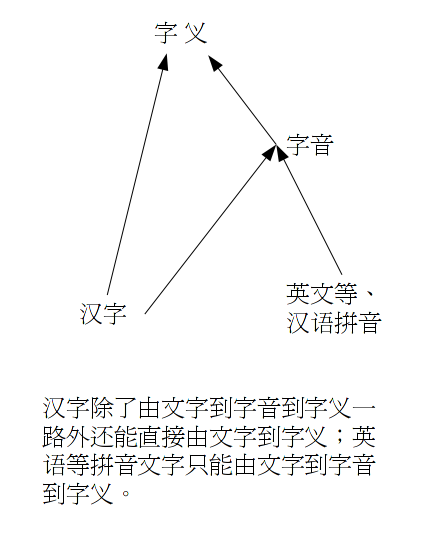 字义
字音
汉字
英文等、
汉语拼音
汉字除了由文字到字音到字义一
路外还能直接由文字到字义；英
语等拼音文字只能由文字到字音
到字义。